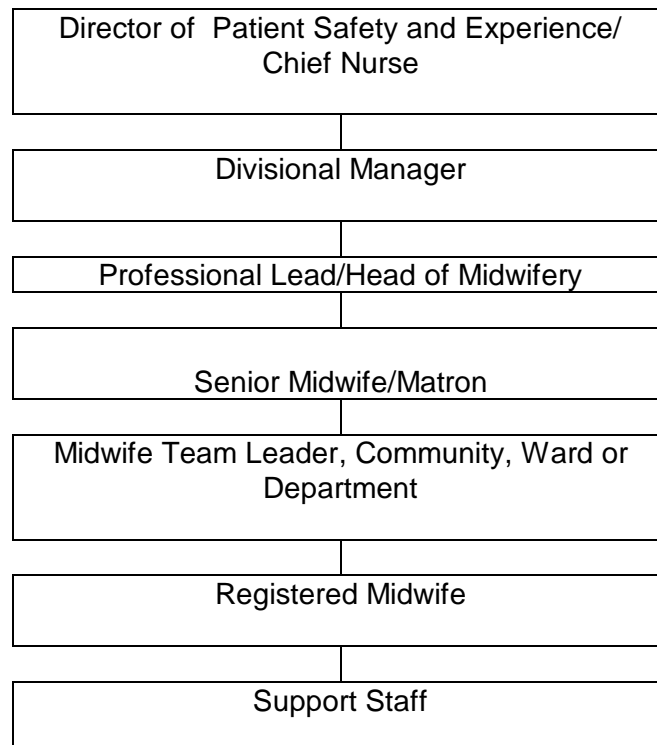 Director of  Patient Safety and Experience/
Chief Nurse
Divisional Manager
Professional Lead/Head of Midwifery
Senior Midwife/Matron
Midwife Team Leader, Community, Ward or
Department
Registered Midwife
Support Staff